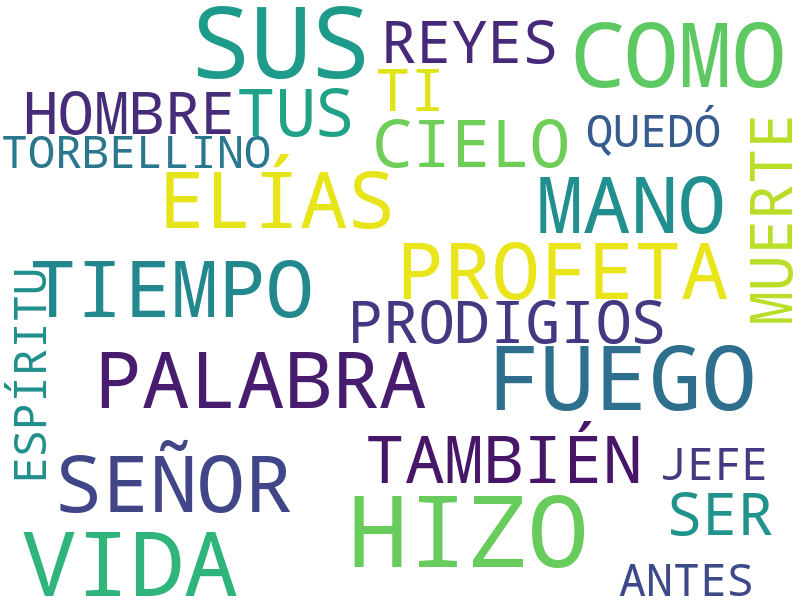 SUS
REYES
COMO
HOMBRE
TUS
TI
CIELO
QUEDÓ
TORBELLINO
ELÍAS
MANO
MUERTE
PROFETA
TIEMPO
PRODIGIOS
ESPÍRITU
PALABRA
FUEGO
TAMBIÉN
JEFE
SEÑOR
HIZO
SER
VIDA
ANTES